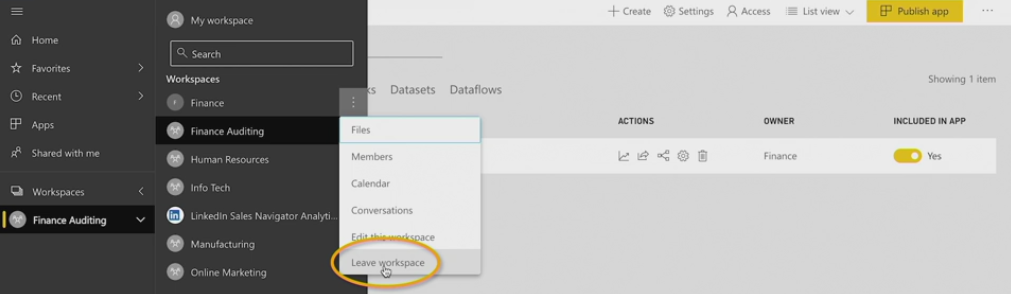 Home
Favorites
Recent
Apps
Shared with me
Workspaces
Finance Auditing
My workspace
Search
Workspaces
Finance
Finance Auditing
Human Resources
Info Tech
LinkedIn Sales Navigator Analyti...
Manufacturing
Online Marketing
Files
Members
Calendar
Conversations
Edit this workspace
Leave workspace
Create
Settings
Access
List view
Publish app
Showing 1 item
Datasets
Dataflows
ACTIONS
OWNER
INCLUDED IN APP
Finance
Yes